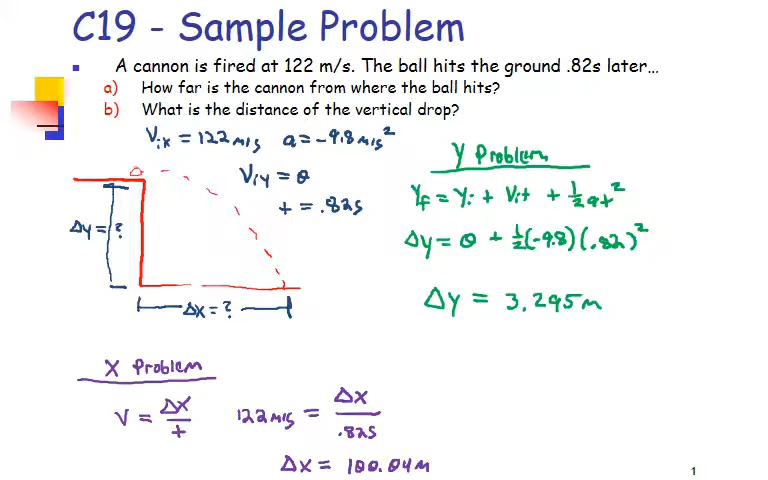 C19 - Sample Problem
A cannon is fired at 122 m/s. The ball hits the ground .82s later…
a) How far is the cannon from where the ball hits?
b) What is the distance of the vertical drop?
Vix = 122 m/s a = -9.8 m/s²
Viy = 0
t = .82s
Δy = ?
Δx = ?
Y Problem
Yf = Yi + Vit + ½at²
Δy = 0 + ½(-9.8)(.82)²
Δy = 3.295m
X Problem
V = Δx/t 122 m/s = Δx/.82s
Δx = 100.04m
1